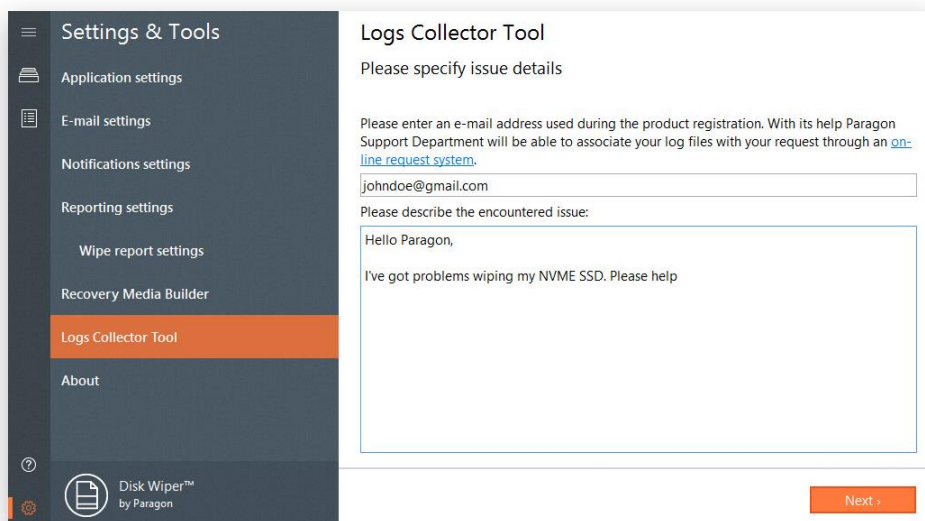 Settings & Tools
Application settings
E-mail settings
Notifications settings
Reporting settings
Wipe report settings
Recovery Media Builder
Logs Collector Tool
About
Disk Wiper™
by Paragon
Logs Collector Tool
Please specify issue details
Please enter an e-mail address used during the product registration. With its help Paragon
Support Department will be able to associate your log files with your request through an on-
line request system.
johndoe@gmail.com
Please describe the encountered issue:
Hello Paragon,
I've got problems wiping my NVME SSD. Please help
Next ›